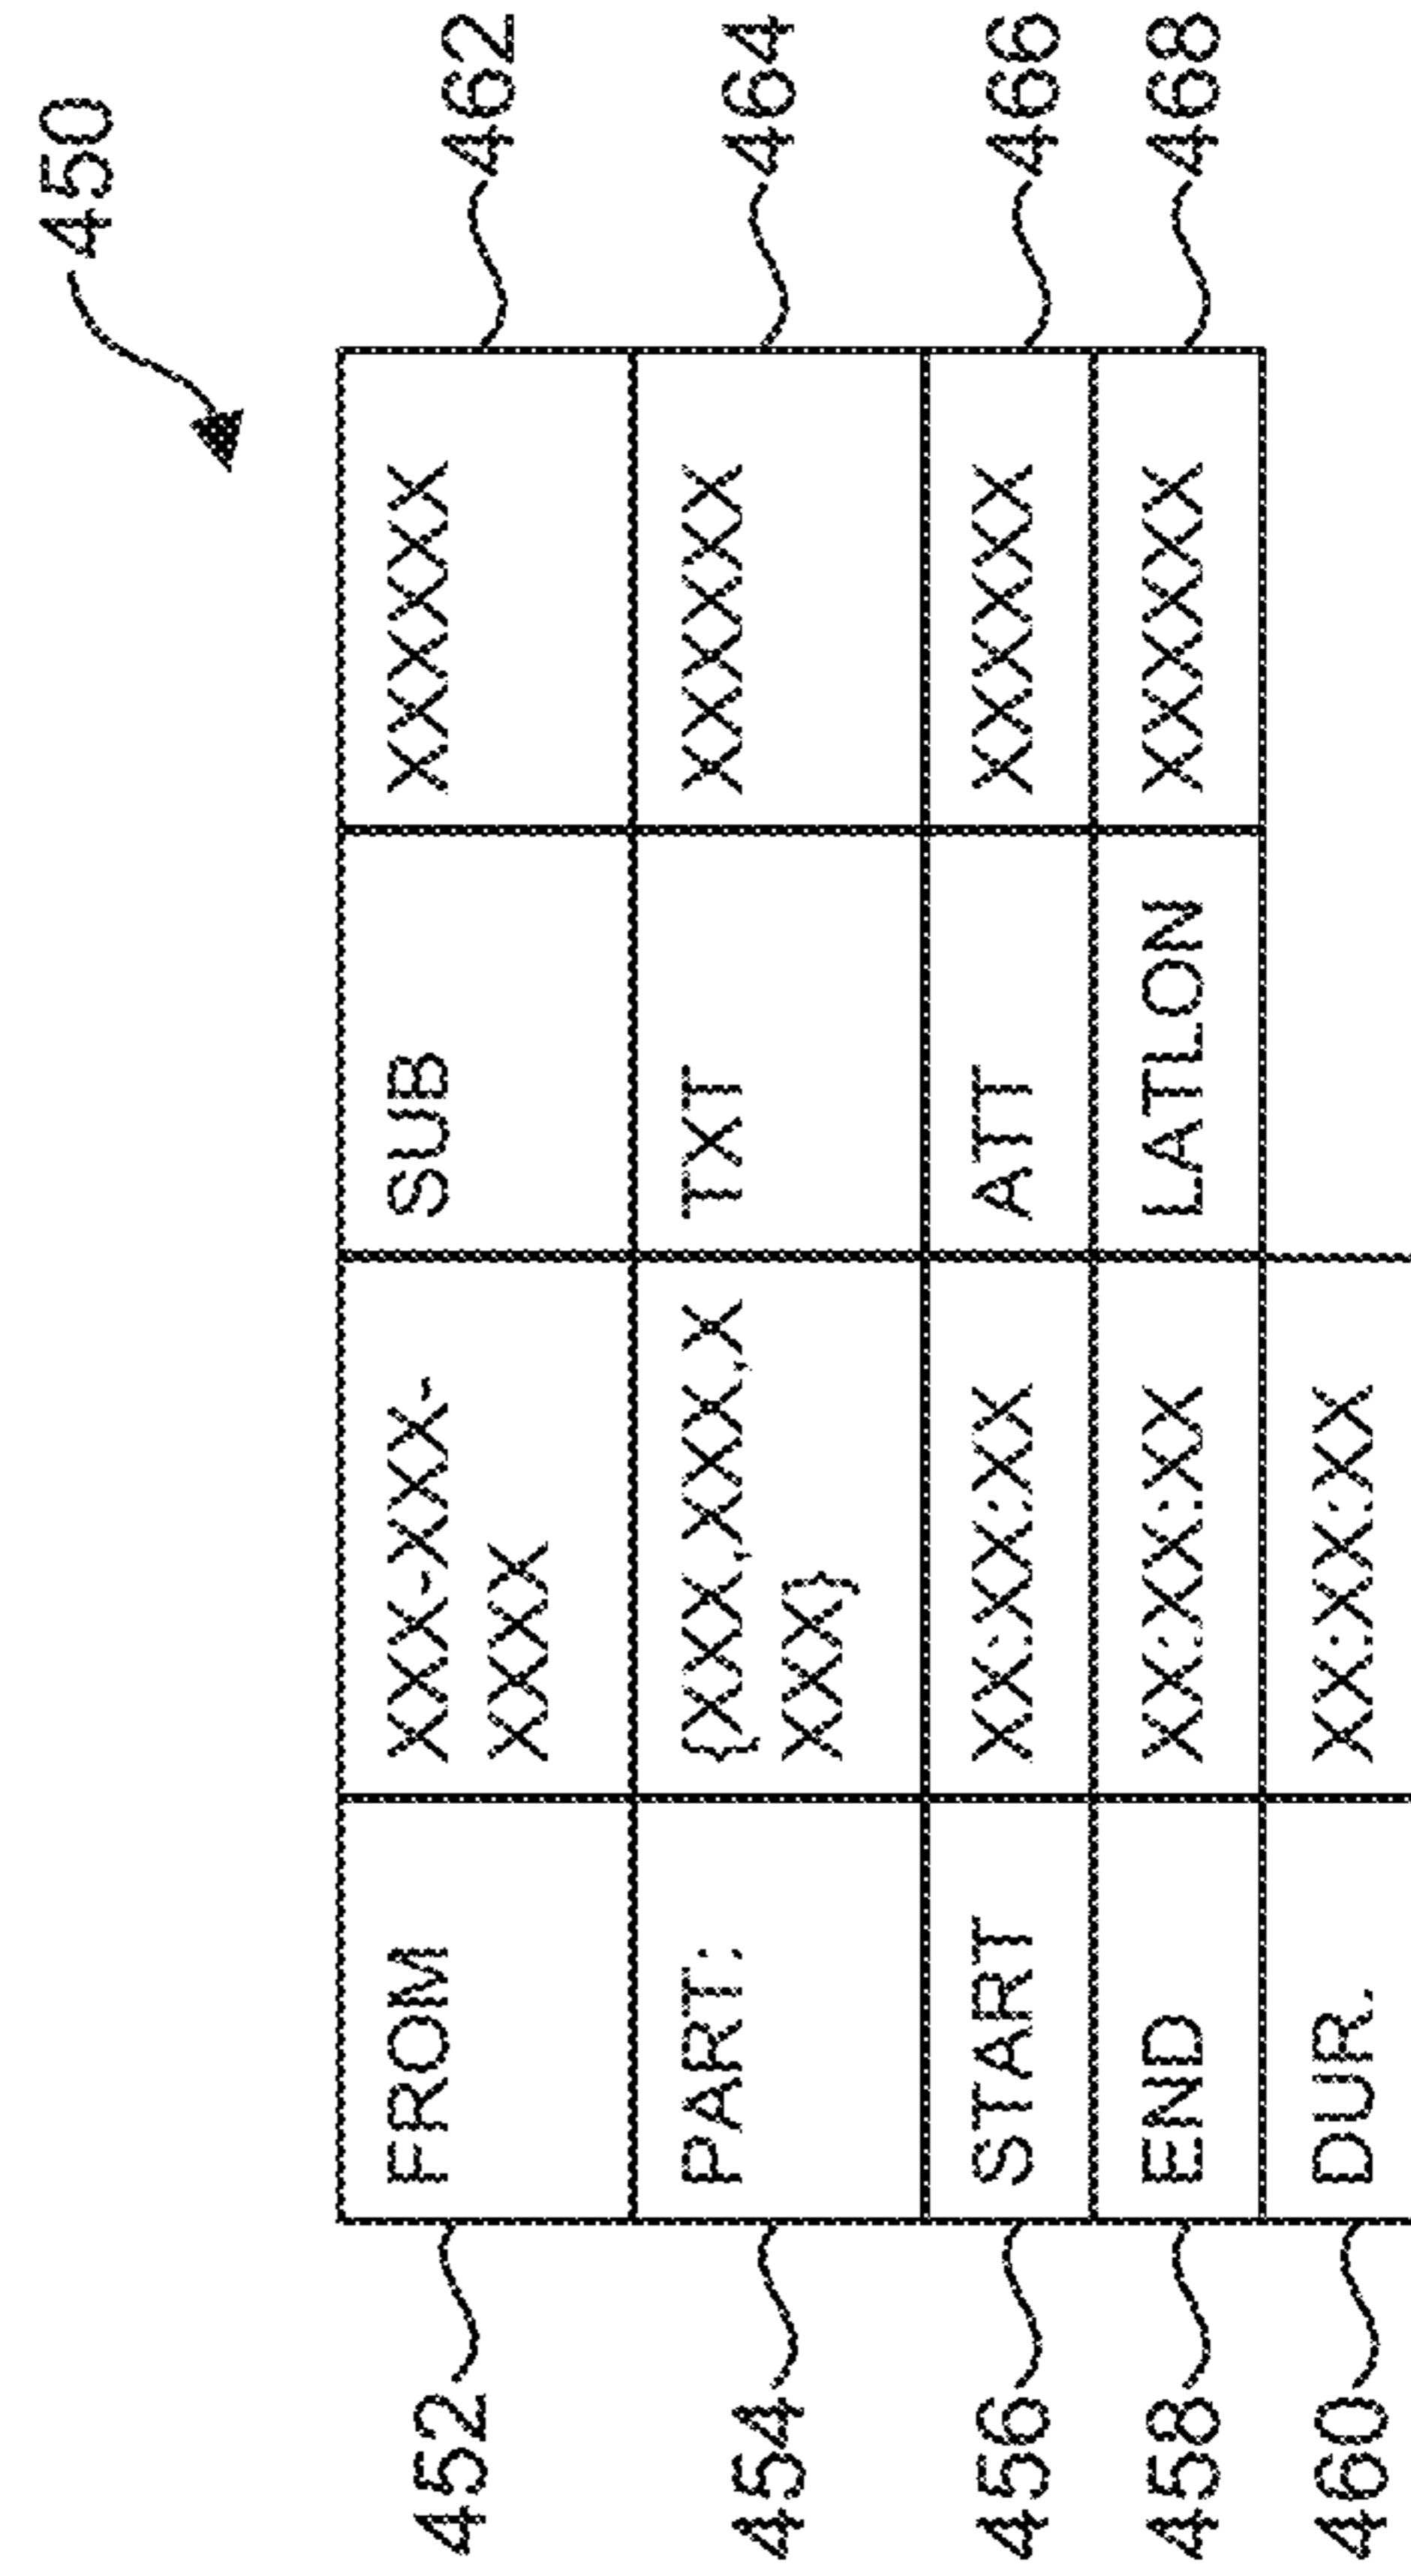 450
452 FROM XXX-XXX- SUB XXXXXX 462
XXXX
454 PART: {XXX,XXX,X TXT XXXXXX 464
XXX}
456 START XX:XX:XX ATT XXXXXX 466
458 END XX:XX:XX LATLON XXXXXX 468
460 DUR. XX:XX:XX